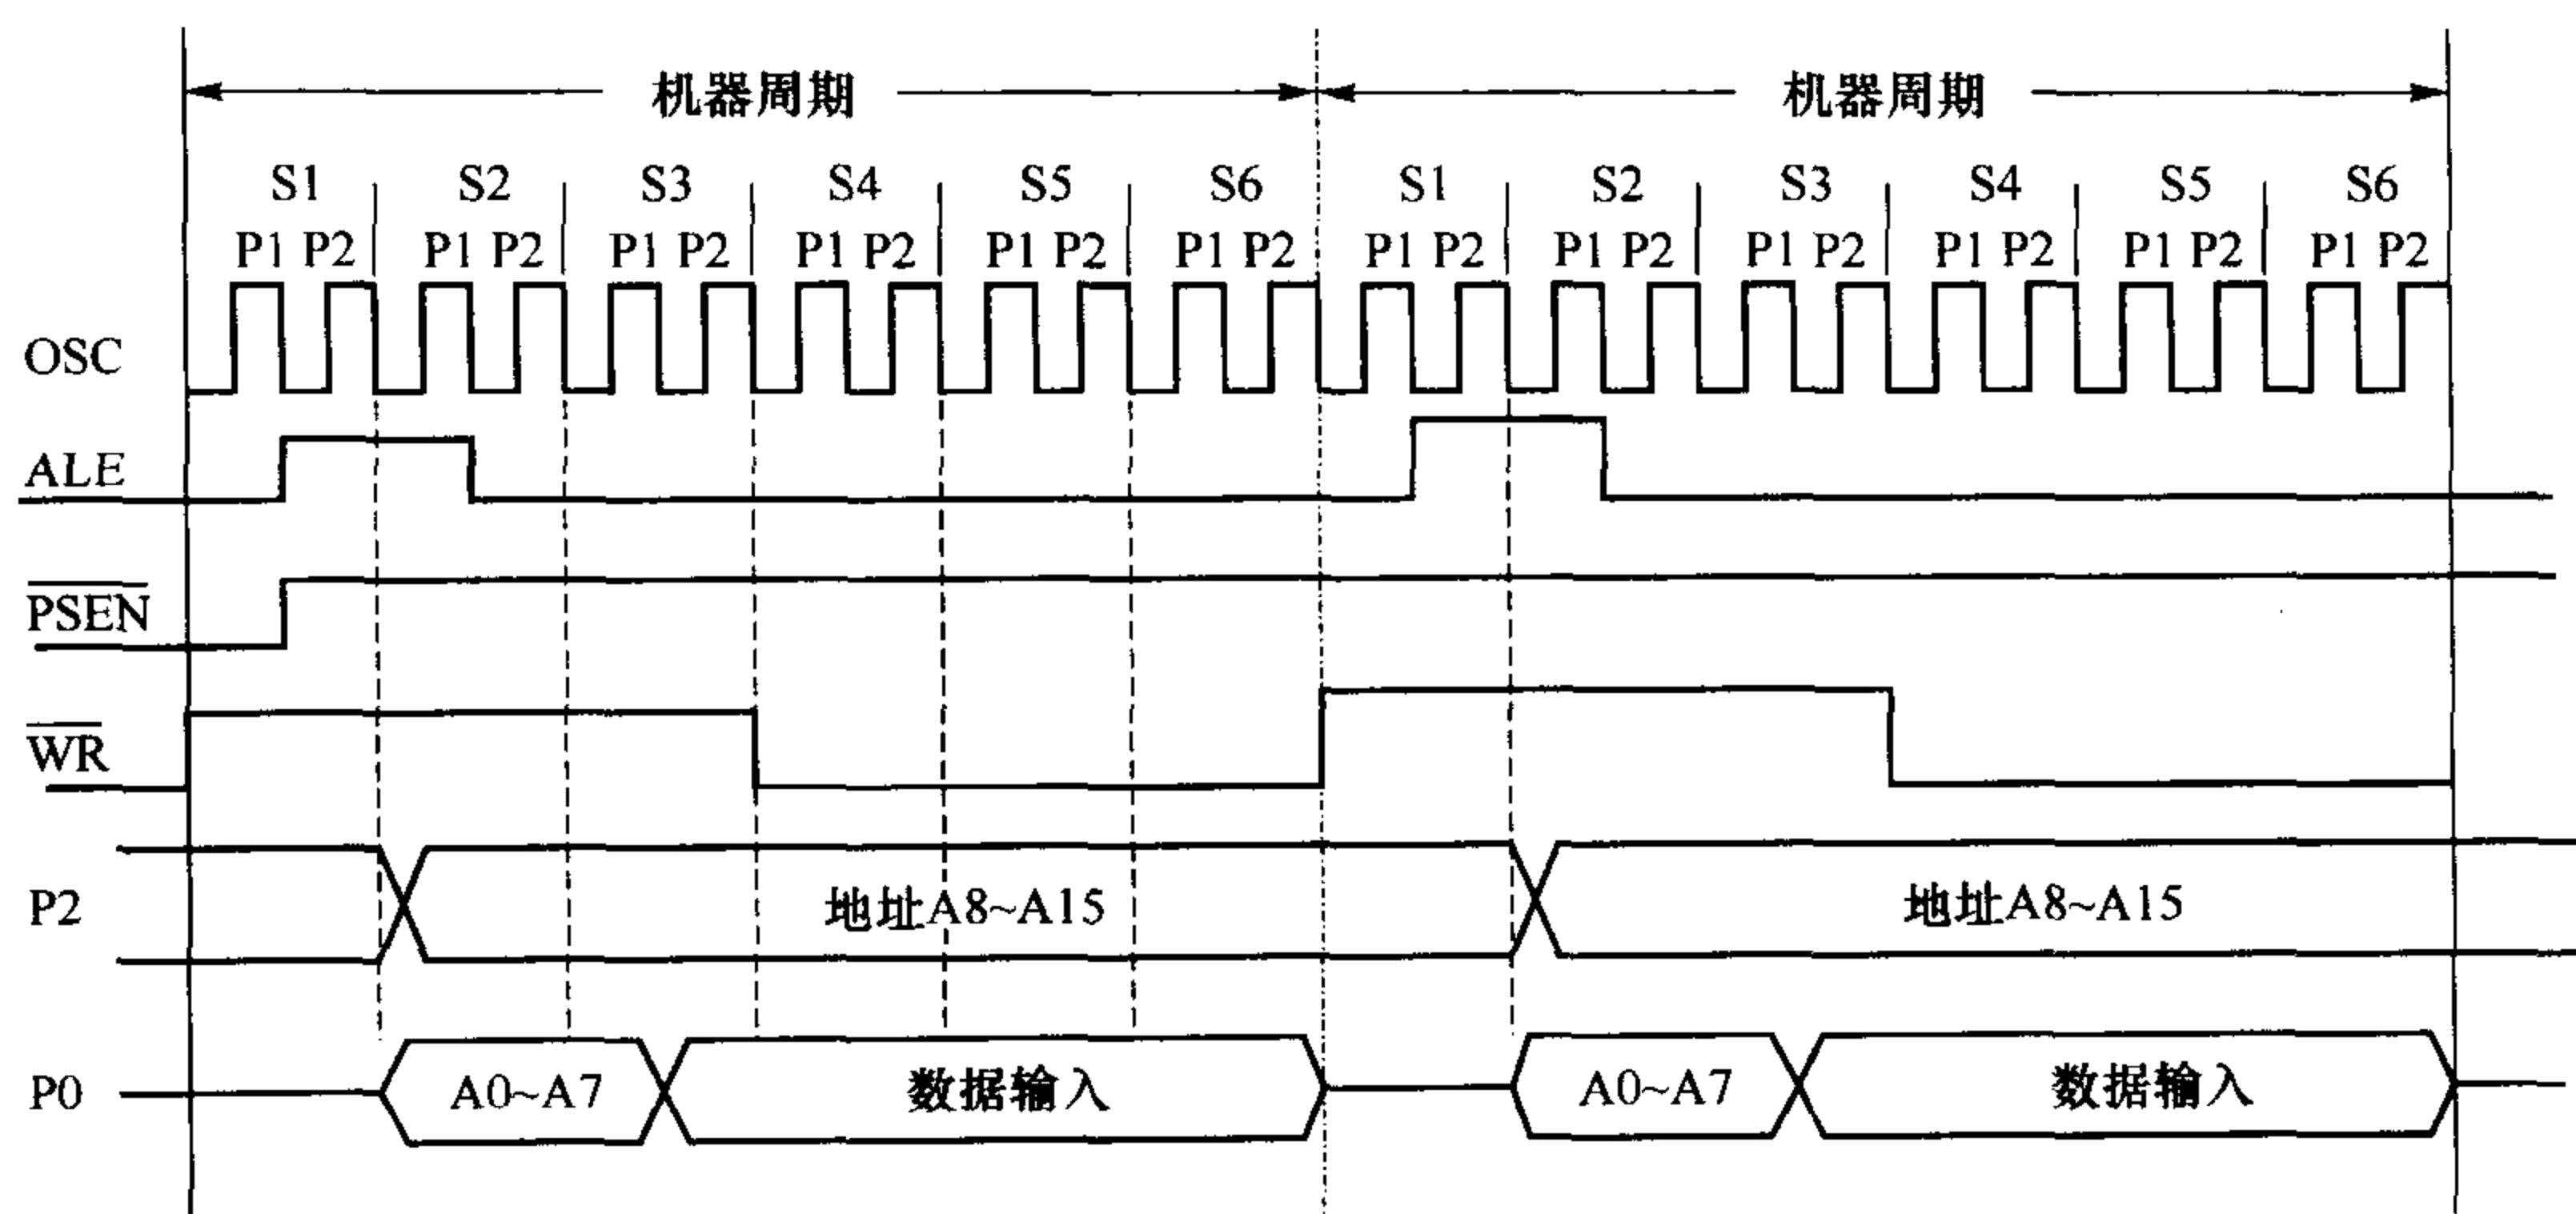 机器周期 机器周期
S1 S2 S3 S4 S5 S6 S1 S2 S3 S4 S5 S6
P1 P2 P1 P2 P1 P2 P1 P2 P1 P2 P1 P2 P1 P2 P1 P2 P1 P2 P1 P2 P1 P2 P1 P2
OSC
ALE
PSEN
WR
P2 地址A8~A15 地址A8~A15
P0 A0~A7 数据输入 A0~A7 数据输入